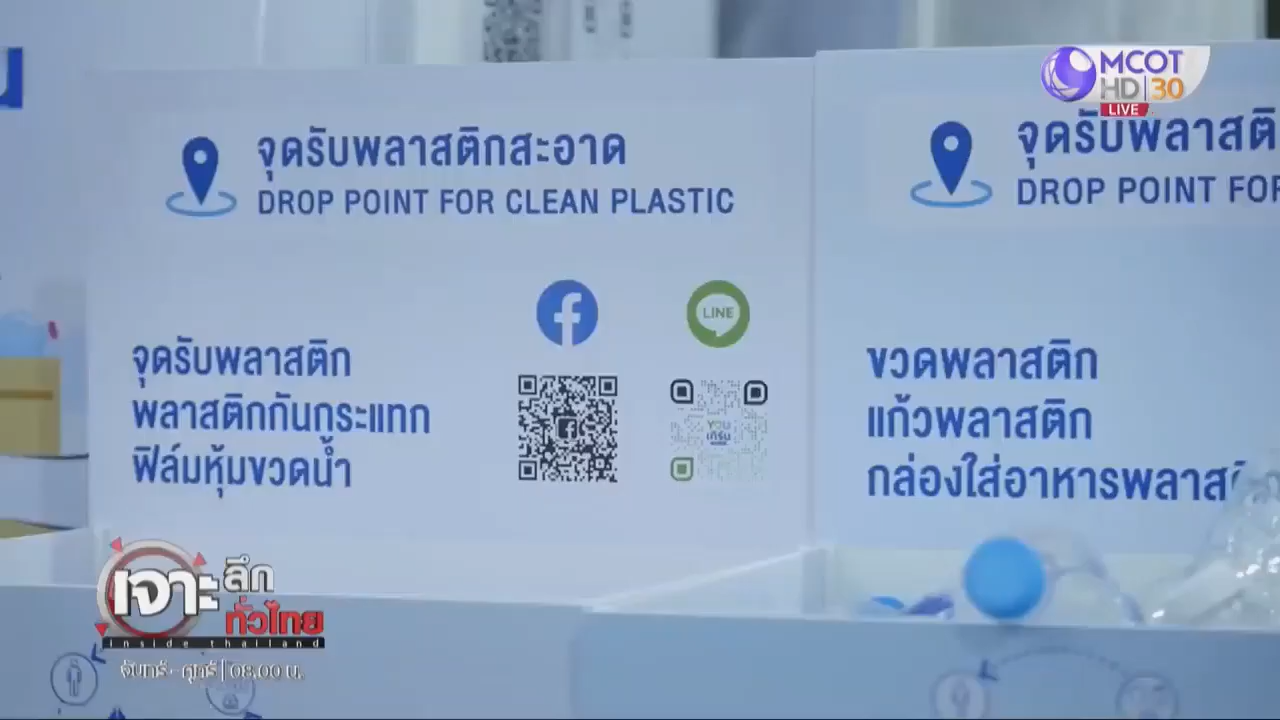 MCOT
HD 30
LIVE
จุดรับพลาสติกสะอาด
DROP POINT FOR CLEAN PLASTIC
LINE
จุดรับพลาสติก
พลาสติกกันกระแทก
ฟิล์มหุ้มขวดน้ำ
YOU
เทิร์น
จุดรับพลาสติ
DROP POINT FOR
ขวดพลาสติก
แก้วพลาสติก
กล่องใส่อาหารพลาสติ
เจาะลึก
ทั่วไทย
inside thailand
จันทร์ - ศุกร์ | 08.00 น.